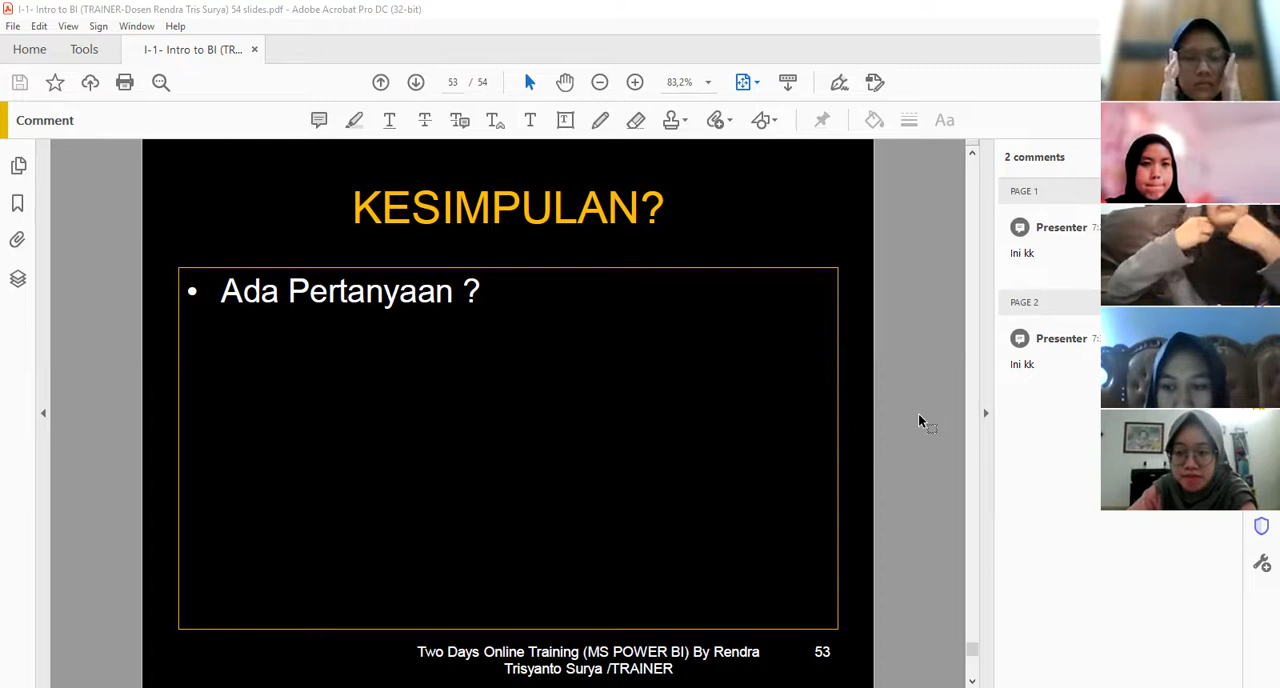 I-1- Intro to BI (TRAINER-Dosen Rendra Tris Surya) 54 slides.pdf - Adobe Acrobat Pro DC (32-bit)
File Edit View Sign Window Help
Home Tools I-1- Intro to BI (TR... ×
53 / 54 83,2%
Comment
Aa
KESIMPULAN?
• Ada Pertanyaan ?
Two Days Online Training (MS POWER BI) By Rendra
Trisyanto Surya /TRAINER
53
2 comments
PAGE 1
Presenter
Ini kk
PAGE 2
Presenter
Ini kk